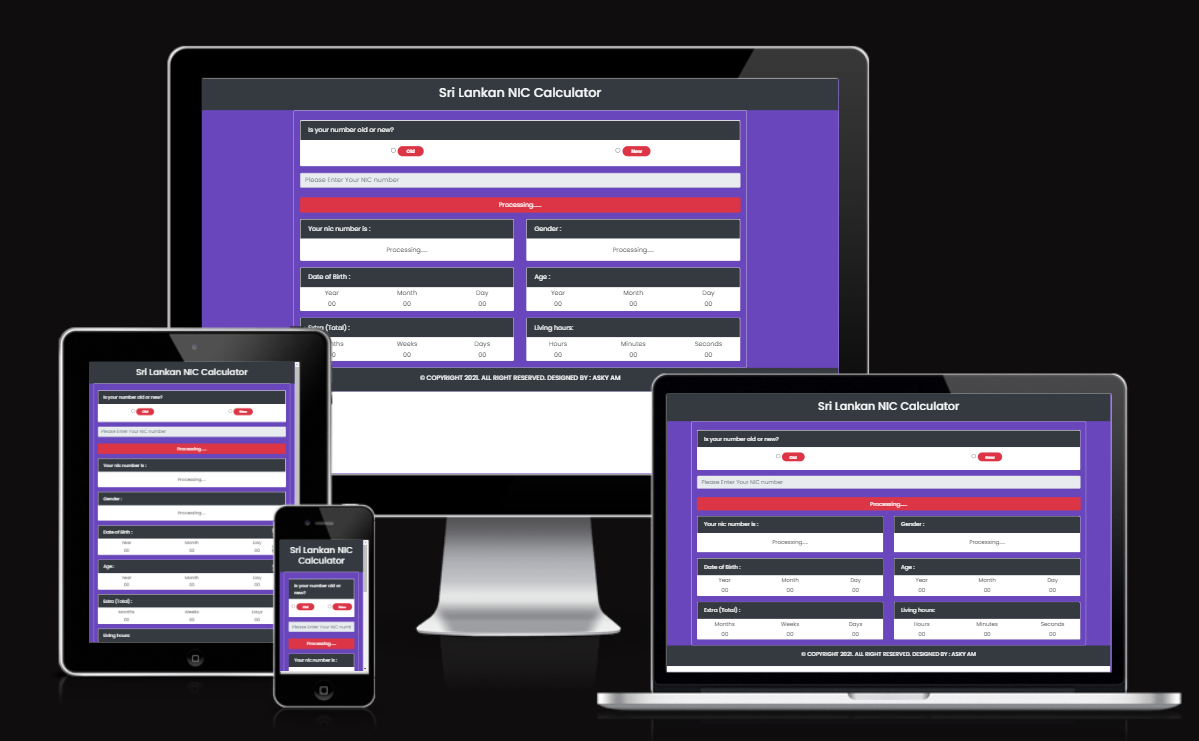 Sri Lankan NIC Calculator
Is your number old or new?
Old New
Please Enter Your NIC number
Processing.....
Your nic number is : Gender :
Processing..... Processing.....
Date of Birth : Age :
Year Month Day Year Month Day
00 00 00 00 00 00
(Total) : Living hours:
Weeks Days Hours Minutes Seconds
00 00 00 00 00
© COPYRIGHT 2021. ALL RIGHT RESERVED. DESIGNED BY : ASKY AM
Sri Lankan NIC Calculator
Is your number old or new?
Old New
Please Enter Your NIC number
Processing.....
Your nic number is :
Processing.....
Gender :
Processing.....
Date of Birth :
Year Month Day
00 00 00
Age :
Year Month Day
00 00 00
Extra (Total) :
Months Weeks Days
00 00 00
Living hours:
Sri Lankan NIC
Calculator
Is your number old or
new?
Old New
Please Enter Your NIC numb
Processing.....
Your nic number is :
Sri Lankan NIC Calculator
Is your number old or new?
Old New
Please Enter Your NIC number
Processing.....
Your nic number is : Gender :
Processing..... Processing.....
Date of Birth : Age :
Year Month Day Year Month Day
00 00 00 00 00 00
Extra (Total) : Living hours:
Months Weeks Days Hours Minutes Seconds
00 00 00 00 00 00
© COPYRIGHT 2021. ALL RIGHT RESERVED. DESIGNED BY : ASKY AM